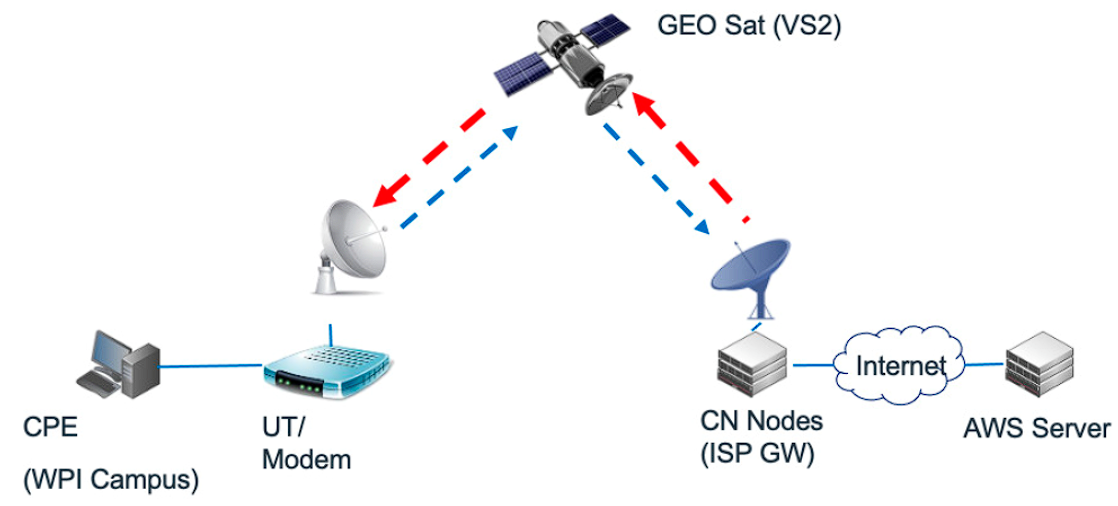 GEO Sat (VS2)
Internet
CPE
(WPI Campus)
UT/
Modem
CN Nodes
(ISP GW)
AWS Server